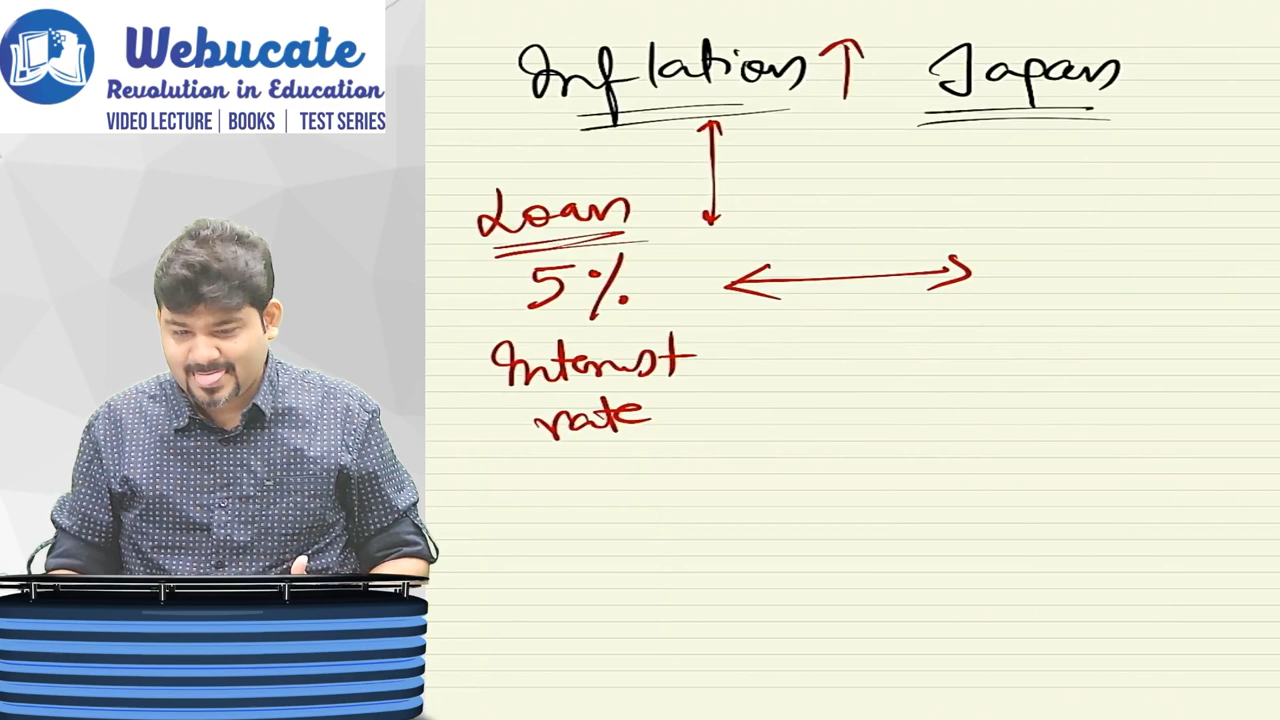 Webucate
Revolution in Education
VIDEO LECTURE | BOOKS | TEST SERIES
Inflation ↑ Japan
Loan
5%
Interest
rate